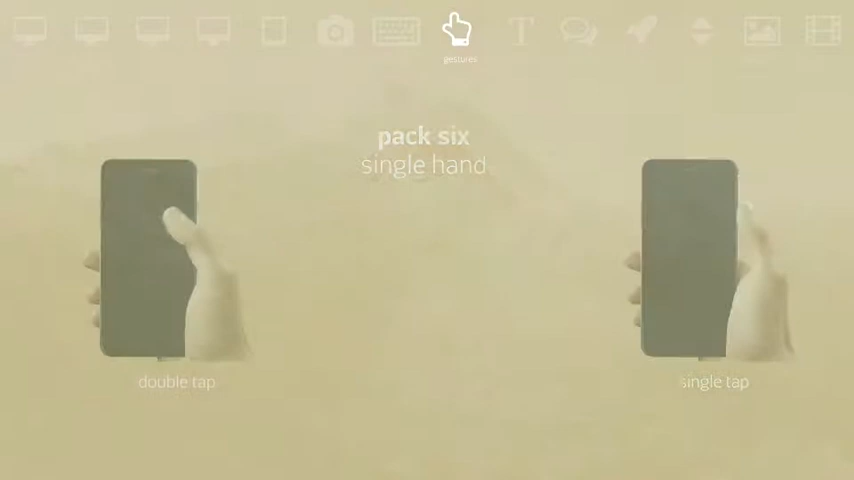 gestures
pack six
single hand
double tap
single tap